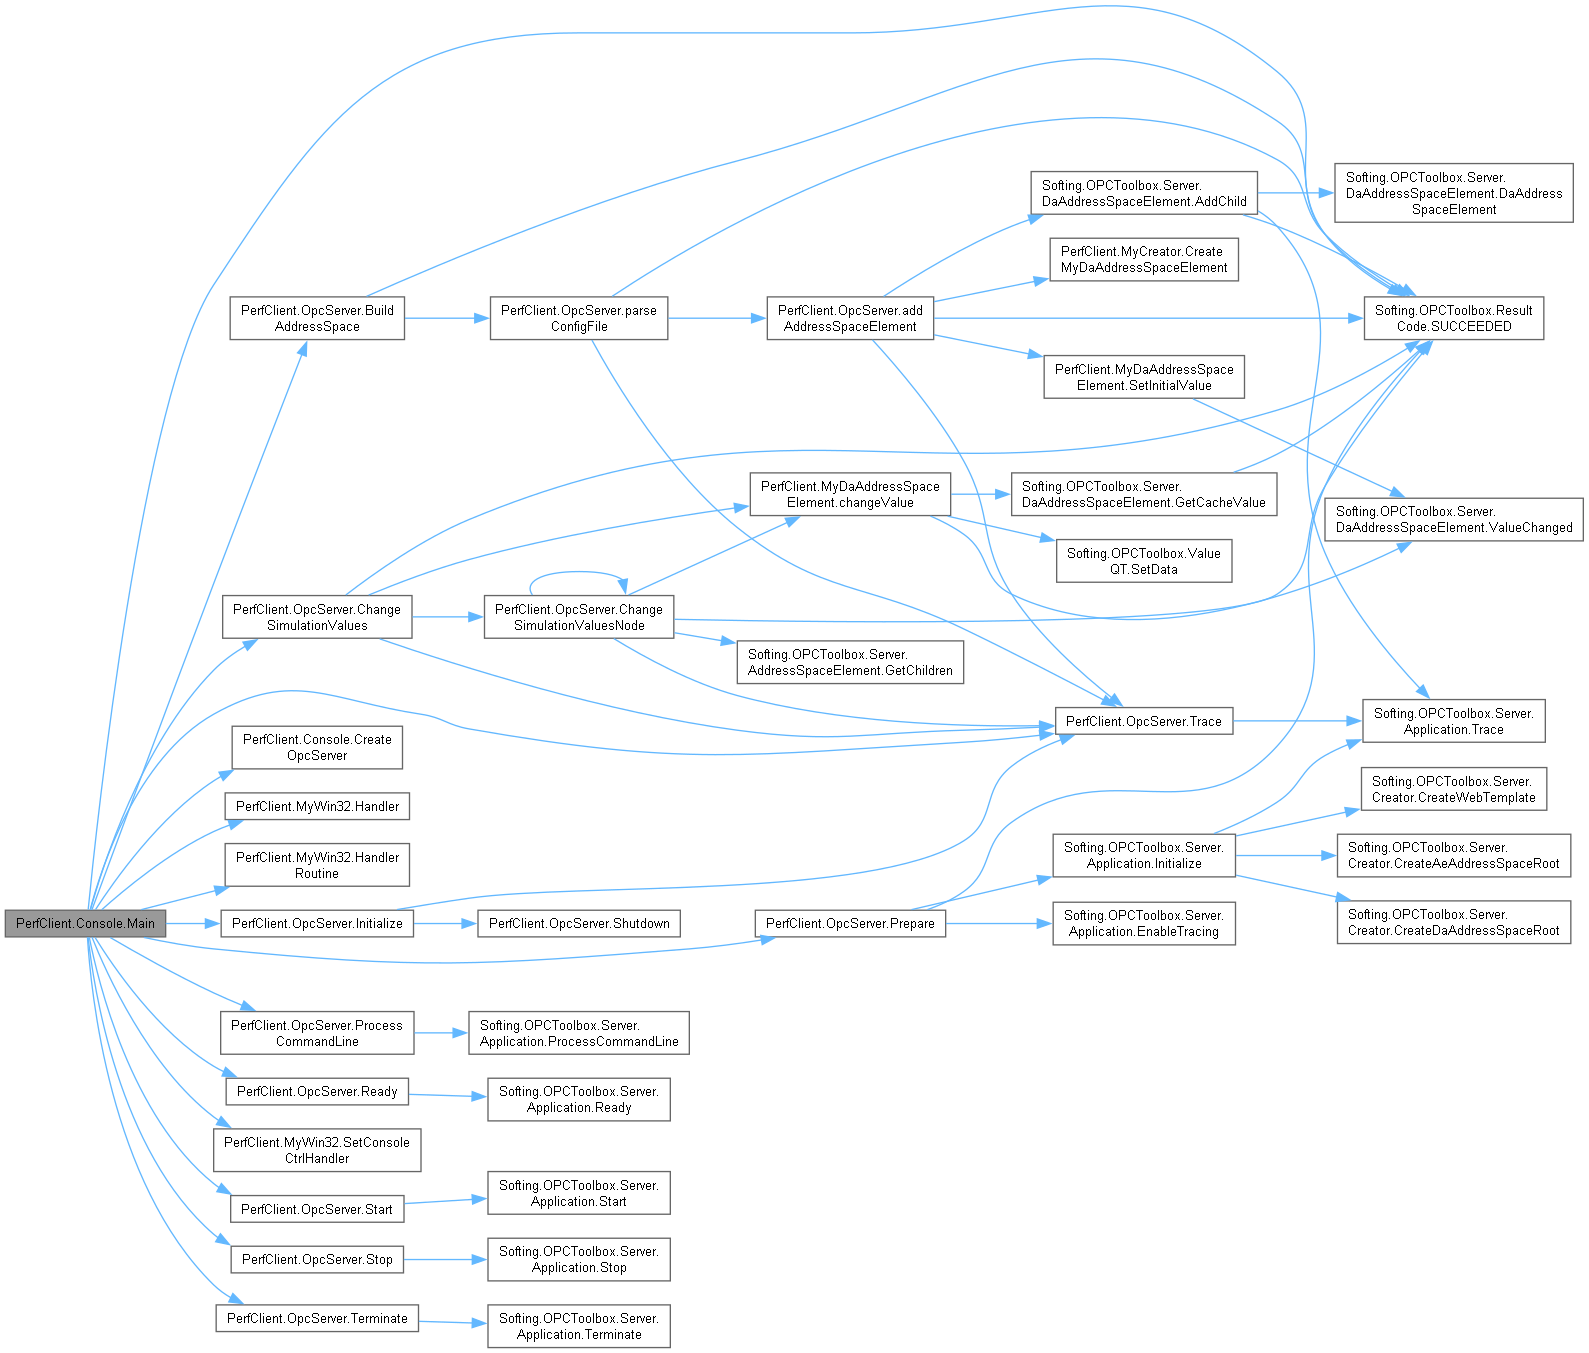 Softing.OPCToolbox.Server.
DaAddressSpaceElement.DaAddress
SpaceElement
Softing.OPCToolbox.Server.
DaAddressSpaceElement.AddChild
PerfClient.MyCreator.Create
MyDaAddressSpaceElement
PerfClient.OpcServer.Build
AddressSpace
PerfClient.OpcServer.parse
ConfigFile
PerfClient.OpcServer.add
AddressSpaceElement
Softing.OPCToolbox.Result
Code.SUCCEEDED
PerfClient.MyDaAddressSpace
Element.SetInitialValue
PerfClient.MyDaAddressSpace
Element.changeValue
Softing.OPCToolbox.Server.
DaAddressSpaceElement.GetCacheValue
Softing.OPCToolbox.Server.
DaAddressSpaceElement.ValueChanged
Softing.OPCToolbox.Value
QT.SetData
PerfClient.OpcServer.Change
SimulationValues
PerfClient.OpcServer.Change
SimulationValuesNode
Softing.OPCToolbox.Server.
AddressSpaceElement.GetChildren
PerfClient.OpcServer.Trace
Softing.OPCToolbox.Server.
Application.Trace
PerfClient.Console.Create
OpcServer
Softing.OPCToolbox.Server.
Creator.CreateWebTemplate
PerfClient.MyWin32.Handler
PerfClient.MyWin32.Handler
Routine
Softing.OPCToolbox.Server.
Application.Initialize
Softing.OPCToolbox.Server.
Creator.CreateAeAddressSpaceRoot
PerfClient.Console.Main
PerfClient.OpcServer.Initialize
PerfClient.OpcServer.Shutdown
PerfClient.OpcServer.Prepare
Softing.OPCToolbox.Server.
Application.EnableTracing
Softing.OPCToolbox.Server.
Creator.CreateDaAddressSpaceRoot
PerfClient.OpcServer.Process
CommandLine
Softing.OPCToolbox.Server.
Application.ProcessCommandLine
PerfClient.OpcServer.Ready
Softing.OPCToolbox.Server.
Application.Ready
PerfClient.MyWin32.SetConsole
CtrlHandler
PerfClient.OpcServer.Start
Softing.OPCToolbox.Server.
Application.Start
PerfClient.OpcServer.Stop
Softing.OPCToolbox.Server.
Application.Stop
PerfClient.OpcServer.Terminate
Softing.OPCToolbox.Server.
Application.Terminate